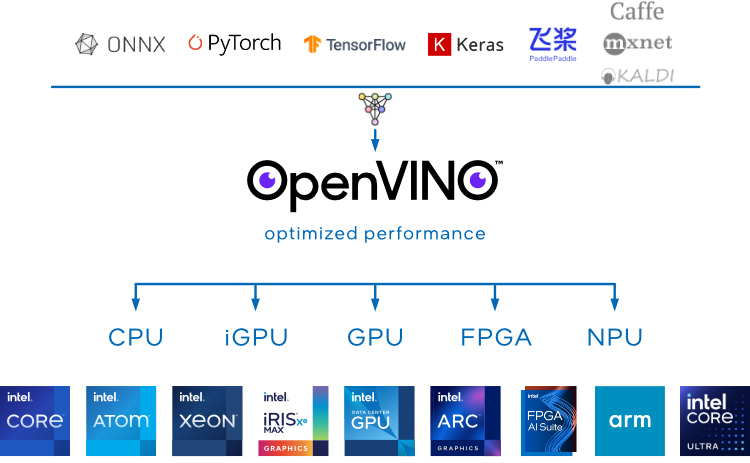 Caffe
ONNX
PyTorch
TensorFlow
K Keras
飞桨
PaddlePaddle
mxnet
KALDI
OpenVINO™
optimized performance
CPU iGPU GPU FPGA NPU
intel.
CORE
intel.
ATOM
intel.
XEON
intel.
iRIS Xe
MAX
GRAPHICS
intel.
DATA CENTER
GPU
intel.
ARC
GRAPHICS
intel
FPGA
AI Suite
arm
intel
CORE
ULTRA